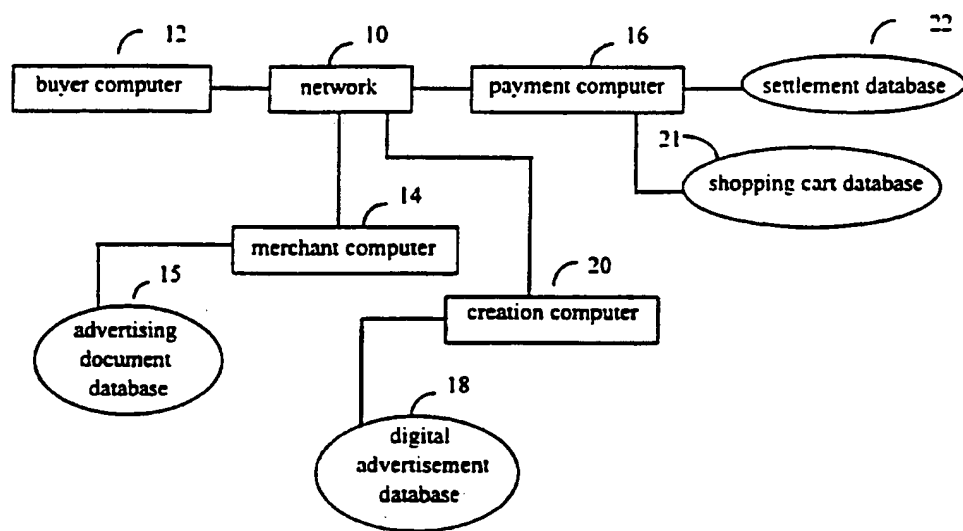 12
10
16
22
buyer computer
network
payment computer
settlement database
21
shopping cart database
14
merchant computer
15
advertising
document
database
20
creation computer
18
digital
advertisement
database